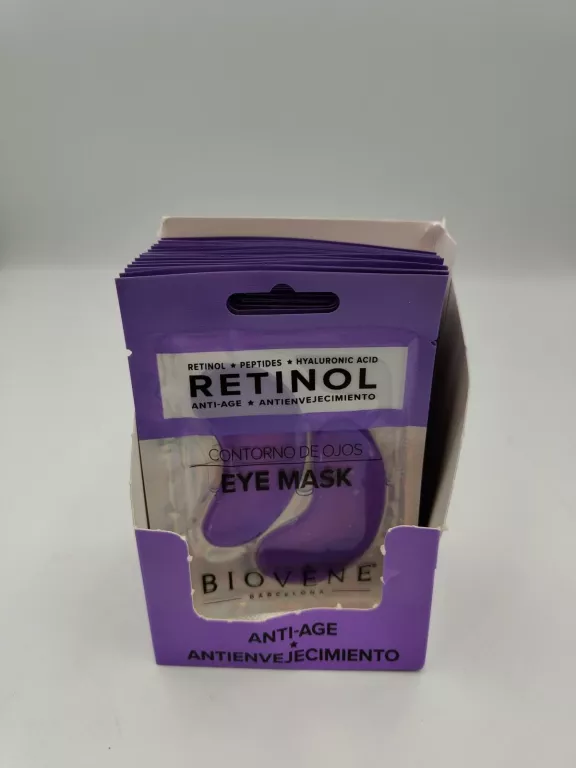 RETINOL ★ PEPTIDES ★ HYALURONIC ACID
RETINOL
ANTI-AGE ★ ANTIENVEJECIMIENTO
CONTORNO DE OJOS
EYE MASK
BIOVÈNE
BARCELONA
ANTI-AGE
★
ANTIENVEJECIMIENTO